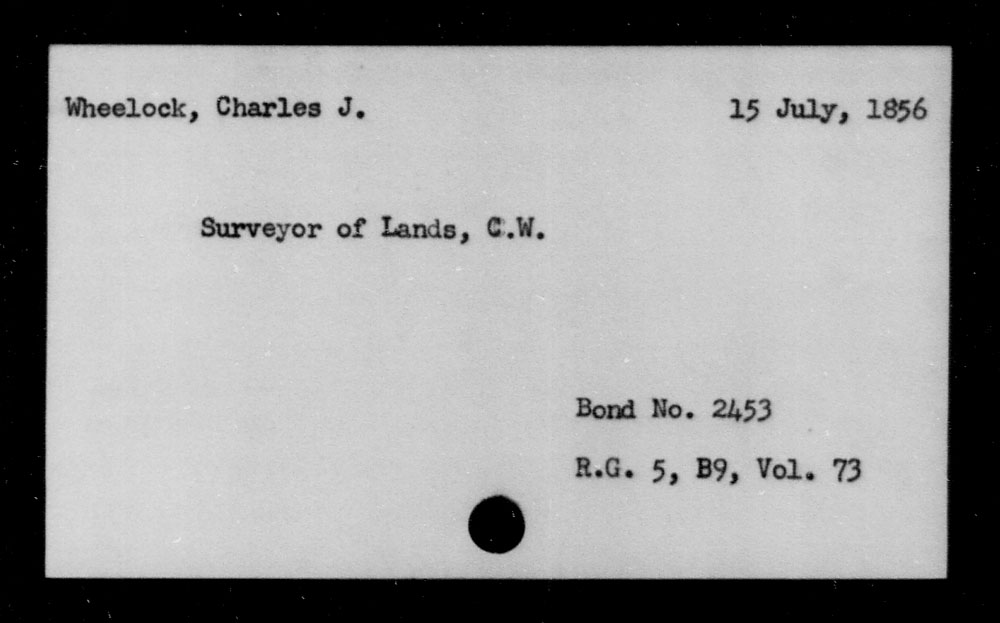 Wheelock, Charles J. 15 July, 1856
Surveyor of Lands, C.W.
Bond No. 2453
R.G. 5, B9, Vol. 73